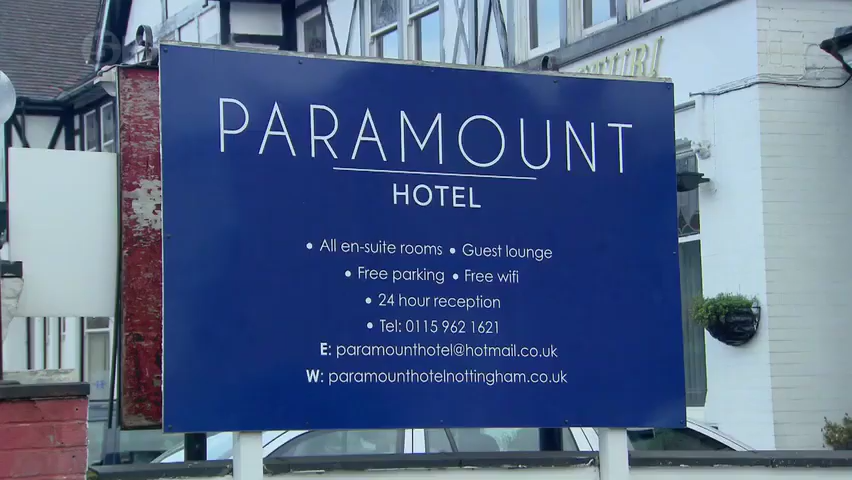 PARAMOUNT
HOTEL
• All en-suite rooms • Guest lounge
• Free parking • Free wifi
• 24 hour reception
• Tel: 0115 962 1621
E: paramounthotel@hotmail.co.uk
W: paramounthotelnottingham.co.uk